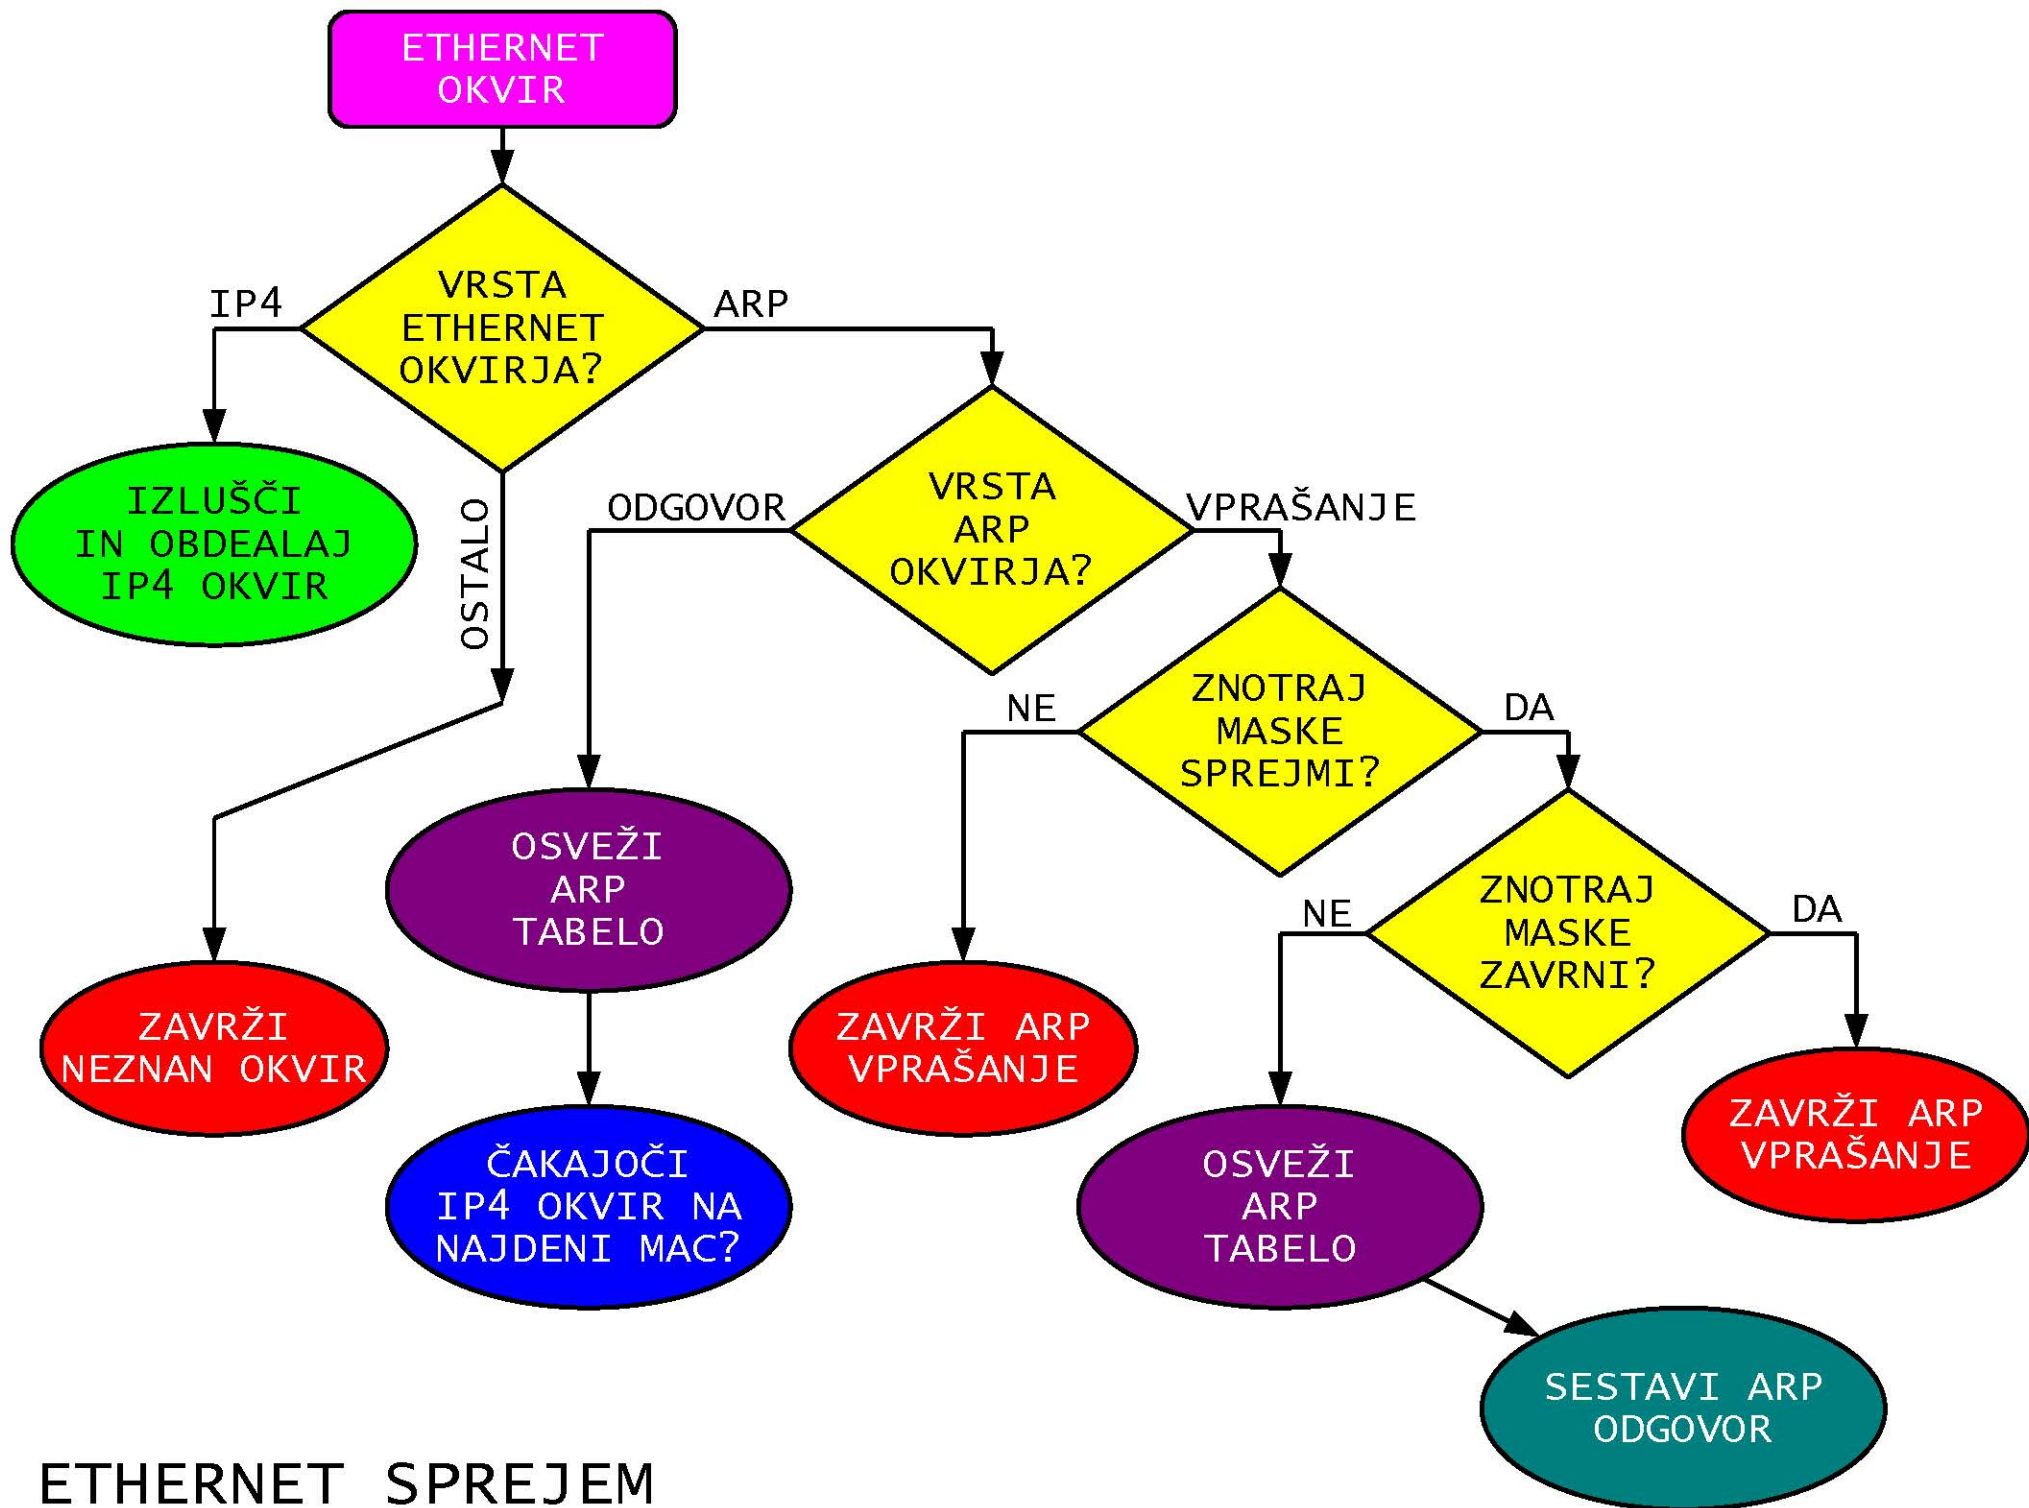 ETHERNET
OKVIR
VRSTA
ETHERNET
OKVIRJA?
IP4
ARP
OSTALO
IZLUŠČI
IN OBDEALAJ
IP4 OKVIR
VRSTA
ARP
OKVIRJA?
ODGOVOR
VPRAŠANJE
ZNOTRAJ
MASKE
SPREJMI?
NE
DA
OSVEŽI
ARP
TABELO
ZNOTRAJ
MASKE
ZAVRNI?
NE
DA
ZAVRŽI
NEZNAN OKVIR
ZAVRŽI ARP
VPRAŠANJE
ZAVRŽI ARP
VPRAŠANJE
ČAKAJOČI
IP4 OKVIR NA
NAJDENI MAC?
OSVEŽI
ARP
TABELO
SESTAVI ARP
ODGOVOR
ETHERNET SPREJEM